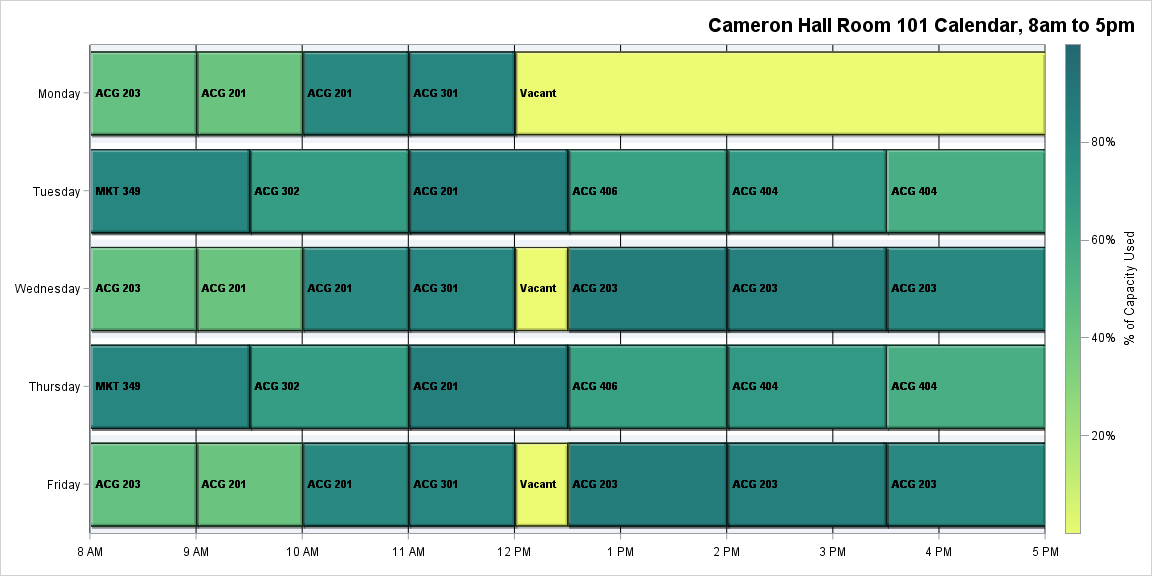 Cameron Hall Room 101 Calendar, 8am to 5pm
Monday ACG 203 ACG 201 ACG 201 ACG 301 Vacant
80%
Tuesday MKT 349 ACG 302 ACG 201 ACG 406 ACG 404 ACG 404
60%
Wednesday ACG 203 ACG 201 ACG 201 ACG 301 Vacant ACG 203 ACG 203 ACG 203
% of Capacity Used
40%
Thursday MKT 349 ACG 302 ACG 201 ACG 406 ACG 404 ACG 404
20%
Friday ACG 203 ACG 201 ACG 201 ACG 301 Vacant ACG 203 ACG 203 ACG 203
8 AM 9 AM 10 AM 11 AM 12 PM 1 PM 2 PM 3 PM 4 PM 5 PM